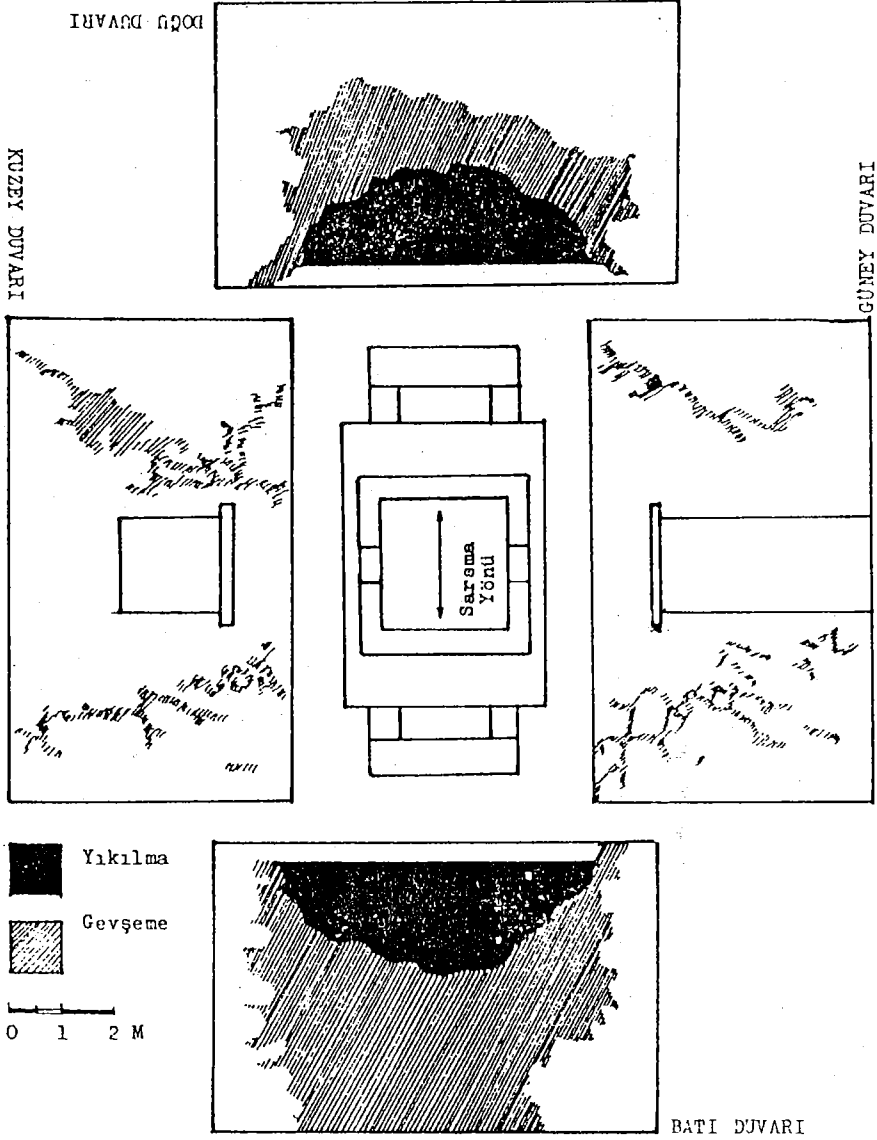 DOĞU DUVARI
KUZEY DUVARI
GÜNEY DUVARI
Sarsma
Yönü
Yıkılma
Gevşeme
0 1 2 M
BATI DUVARI